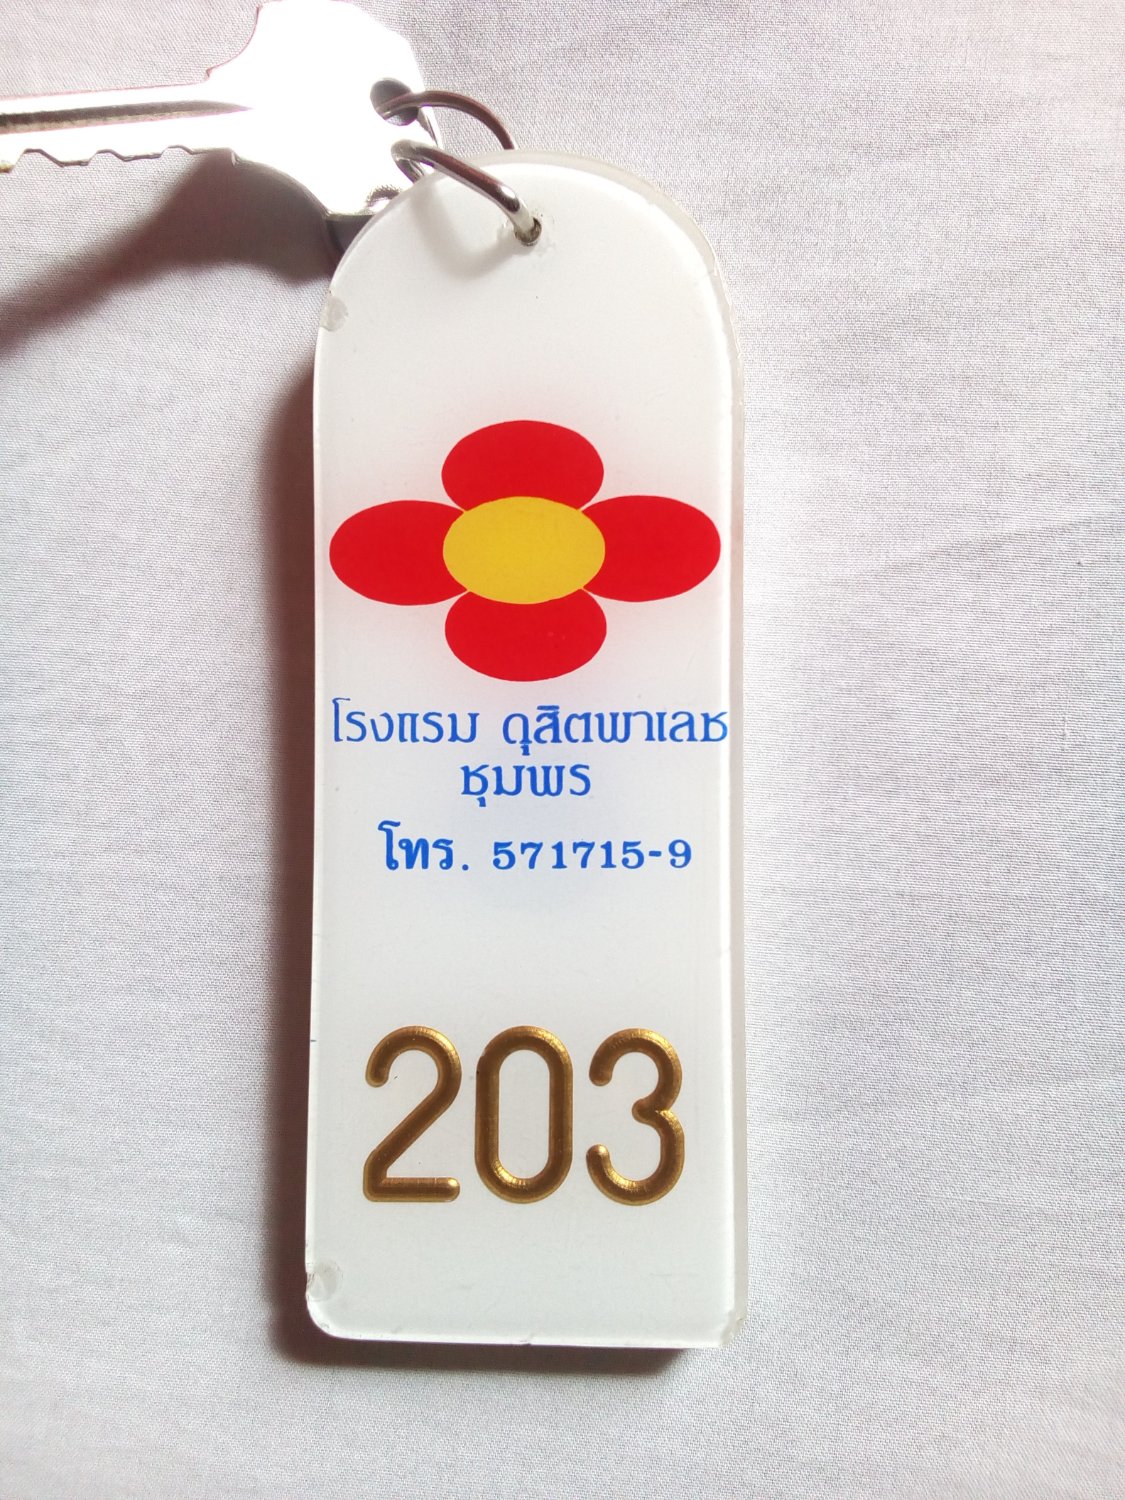 โรงแรม ดุสิตพาเลซ
ชุมพร
โทร. 571715-9
203